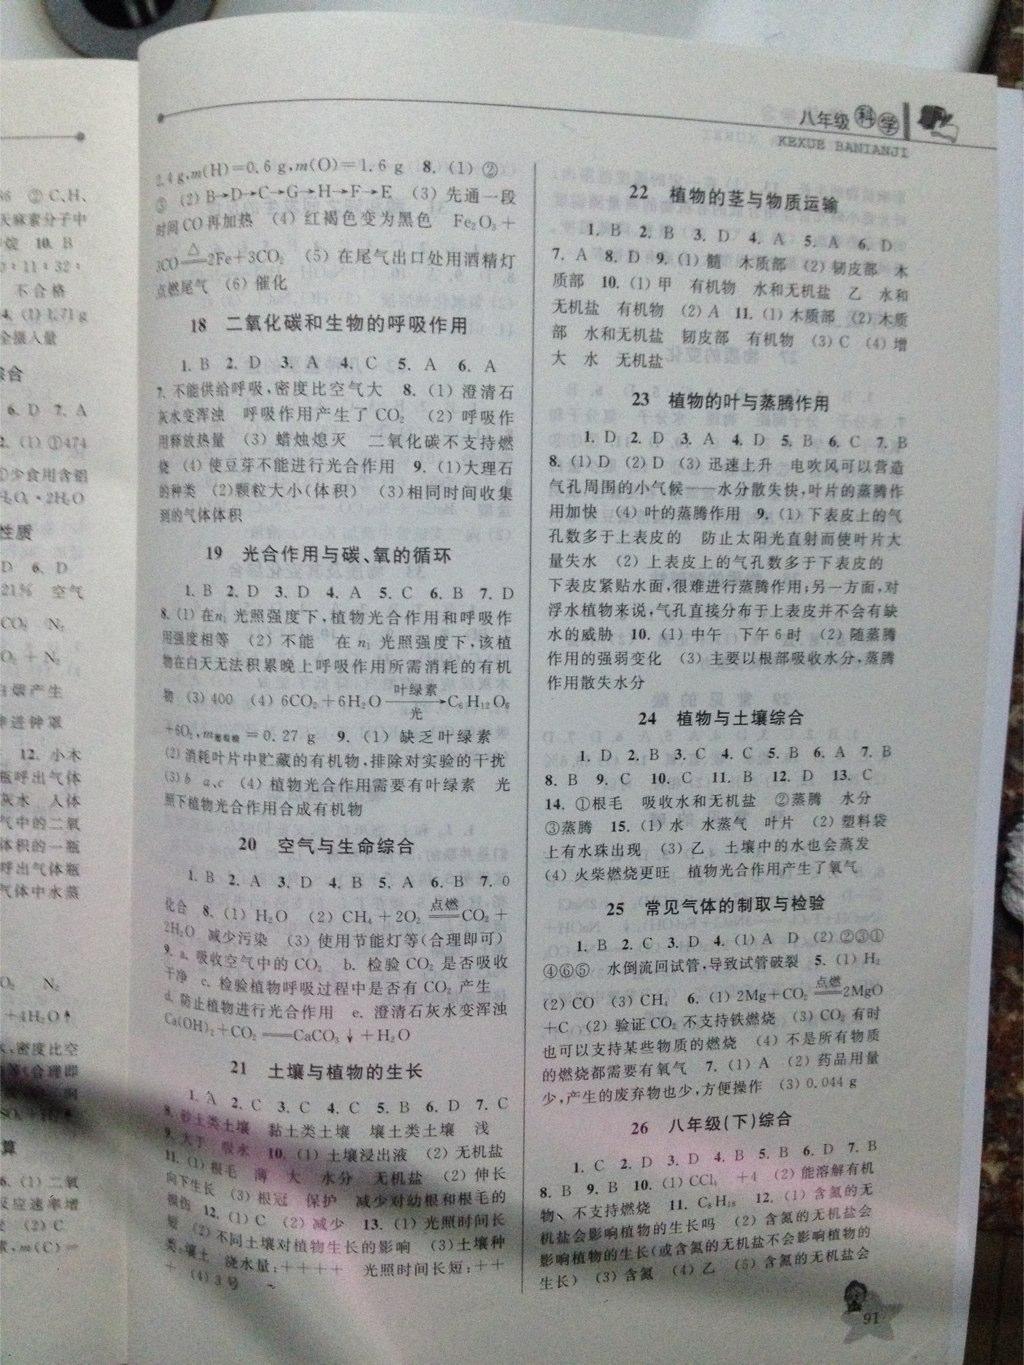 八年级 科学
KEXUE BANIANJI
2.4 g,m(H)=0.6 g,m(O)=1.6 g 8. (1) ②
⑤ (2) B→D→C→G→H→F→E (3) 先通一段
时间 CO 再加热 (4) 红褐色变为黑色 Fe₂O₃+
3CO =△= 2Fe+3CO₂ (5) 在尾气出口处用酒精灯
点燃尾气 (6) 催化
18 二氧化碳和生物的呼吸作用
1. B 2. D 3. A 4. C 5. A 6. A
7. 不能供给呼吸,密度比空气大 8. (1) 澄清石
灰水变浑浊 呼吸作用产生了 CO₂ (2) 呼吸作
用释放热量 (3) 蜡烛熄灭 二氧化碳不支持燃
烧 (4) 使豆芽不能进行光合作用 9. (1)大理石
的种类 (2)颗粒大小(体积) (3)相同时间收集
到的气体体积
19 光合作用与碳、氧的循环
1. B 2. D 3. D 4. A 5. C 6. B 7. D
8. (1) 在n₁ 光照强度下,植物光合作用和呼吸作
用强度相等 (2) 不能 在 n₁ 光照强度下,该植
物在白天无法积累晚上呼吸作用所需消耗的有机
物 (3) 400 (4) 6CO₂+6H₂O —叶绿素/光→ C₆H₁₂O₆
+6O₂,m葡萄糖=0.27 g 9. (1) 缺乏叶绿素
(2) 消耗叶片中贮藏的有机物,排除对实验的干扰
(3) b a、c (4) 植物光合作用需要有叶绿素 光
照下植物光合作用合成有机物
20 空气与生命综合
1. B 2. A 3. D 4. B 5. A 6. B 7. 0
化合 8. (1) H₂O (2) CH₄+2O₂ =点燃= CO₂+
2H₂O 减少污染 (3) 使用节能灯等(合理即可)
9. a. 吸收空气中的 CO₂ b. 检验 CO₂ 是否吸收
干净 c. 检验植物呼吸过程中是否有 CO₂ 产生
d. 防止植物进行光合作用 e. 澄清石灰水变浑浊
Ca(OH)₂+CO₂ == CaCO₃↓+H₂O
21 土壤与植物的生长
1. A 2. C 3. C 4. C 5. B 6. D 7. C
8. 砂土类土壤 黏土类土壤 壤土类土壤 浅
9. 大于 吸水 10. (1) 土壤浸出液 (2) 无机盐
11. (1) 根毛 薄 大 水分 无机盐 (2) 伸长
向下生长 (3) 根冠 保护 减少对幼根和根毛的
损伤 12. (1) C (2) 减少 13. (1) 光照时间长
短 (2) 不同土壤对植物生长的影响 (3)土壤种
类:壤土 浇水量:++++ 光照时间长短:++
+ (4) 3 号
22 植物的茎与物质运输
1. B 2. B 3. D 4. A 5. A 6. D
7. A 8. D 9. (1) 髓 木质部 (2) 韧皮部 木
质部 10. (1) 甲 有机物 水和无机盐 乙 水和
无机盐 有机物 (2) A 11. (1) 木质部 (2) 木质
部 水和无机盐 韧皮部 有机物 (3) C (4) 增
大 水 无机盐
23 植物的叶与蒸腾作用
1. D 2. D 3. A 4. D 5. B 6. C 7. B
8. (1) D (2) D (3) 迅速上升 电吹风可以营造
气孔周围的小气候——水分散失快,叶片的蒸腾作
用加快 (4) 叶的蒸腾作用 9. (1) 下表皮上的气
孔数多于上表皮的 防止太阳光直射而使叶片大
量失水 (2) 上表皮上的气孔数多于下表皮的
下表皮紧贴水面,很难进行蒸腾作用;另一方面,对
浮水植物来说,气孔直接分布于上表皮并不会有缺
水的威胁 10. (1) 中午 下午 6 时 (2) 随蒸腾
作用的强弱变化 (3) 主要以根部吸收水分,蒸腾
作用散失水分
24 植物与土壤综合
1. D 2. B 3. C 4. C 5. B 6. A 7. B
8. B 9. C 10. C 11. B 12. D 13. C
14. ①根毛 吸收水和无机盐 ②蒸腾 水分
③蒸腾 15. (1) 水 水蒸气 叶片 (2) 塑料袋
上有水珠出现 (3) 乙 土壤中的水也会蒸发
(4) 火柴燃烧更旺 植物光合作用产生了氧气
25 常见气体的制取与检验
1. B 2. C 3. D 4. (1) A D (2) ②③①
④⑥⑤ 水倒流回试管,导致试管破裂 5. (1) H₂
(2) CO (3) CH₄ 6. (1) 2Mg+CO₂ =点燃= 2MgO
+C (2) 验证 CO₂ 不支持铁燃烧 (3) CO₂ 有时
也可以支持某些物质的燃烧 (4) 不是所有物质
的燃烧都需要有氧气 7. (1) A (2) 药品用量
少,产生的废弃物也少,方便操作 (3) 0.044 g
26 八年级(下)综合
1. C 2. D 3. D 4. B 5. B 6. D 7. B
8. B 9. B 10. (1) CCl₄ +4 (2) 能溶解有机
物、不支持燃烧 11. C₈H₁₈ 12. (1) 含氮的无
机盐会影响植物的生长吗 (2) 含氮的无机盐会
影响植物的生长(或含氮的无机盐不会影响植物的
生长) (3) 含氮 (4) 乙 (5) 含氮的无机盐会
91